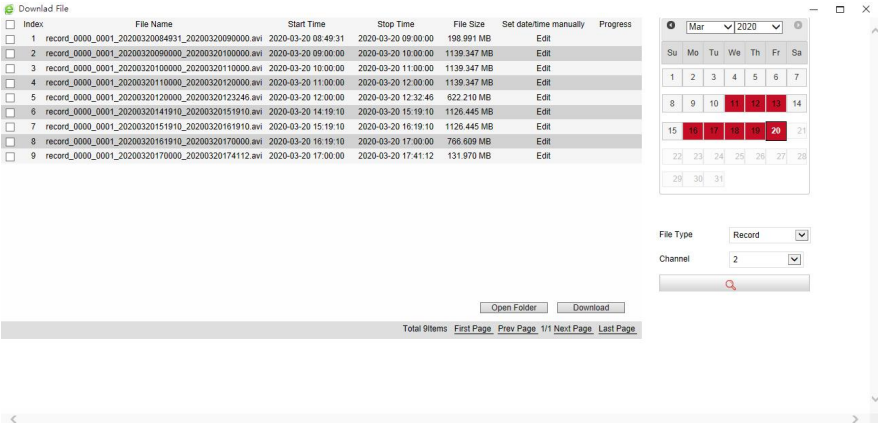 Downlad File
Index File Name Start Time Stop Time File Size Set date/time manually Progress
1 record_0000_0001_20200320084931_20200320090000.avi 2020-03-20 08:49:31 2020-03-20 09:00:00 198.991 MB Edit
2 record_0000_0001_20200320090000_20200320100000.avi 2020-03-20 09:00:00 2020-03-20 10:00:00 1139.347 MB Edit
3 record_0000_0001_20200320100000_20200320110000.avi 2020-03-20 10:00:00 2020-03-20 11:00:00 1139.347 MB Edit
4 record_0000_0001_20200320110000_20200320120000.avi 2020-03-20 11:00:00 2020-03-20 12:00:00 1139.347 MB Edit
5 record_0000_0001_20200320120000_20200320123246.avi 2020-03-20 12:00:00 2020-03-20 12:32:46 622.210 MB Edit
6 record_0000_0001_20200320141910_20200320151910.avi 2020-03-20 14:19:10 2020-03-20 15:19:10 1126.445 MB Edit
7 record_0000_0001_20200320151910_20200320161910.avi 2020-03-20 15:19:10 2020-03-20 16:19:10 1126.445 MB Edit
8 record_0000_0001_20200320161910_20200320170000.avi 2020-03-20 16:19:10 2020-03-20 17:00:00 766.609 MB Edit
9 record_0000_0001_20200320170000_20200320174112.avi 2020-03-20 17:00:00 2020-03-20 17:41:12 131.970 MB Edit
Open Folder Download
Total 9Items First Page Prev Page 1/1 Next Page Last Page
Mar 2020
Su Mo Tu We Th Fr Sa
1 2 3 4 5 6 7
8 9 10 11 12 13 14
15 16 17 18 19 20 21
22 23 24 25 26 27 28
29 30 31
File Type Record
Channel 2